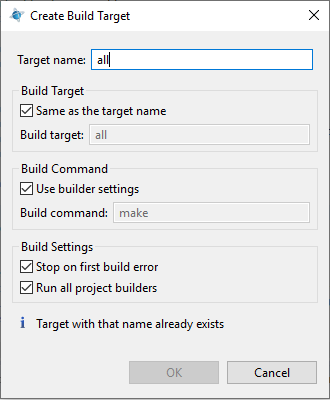 Create Build Target
Target name: all
Build Target
Same as the target name
Build target: all
Build Command
Use builder settings
Build command: make
Build Settings
Stop on first build error
Run all project builders
Target with that name already exists
OK Cancel